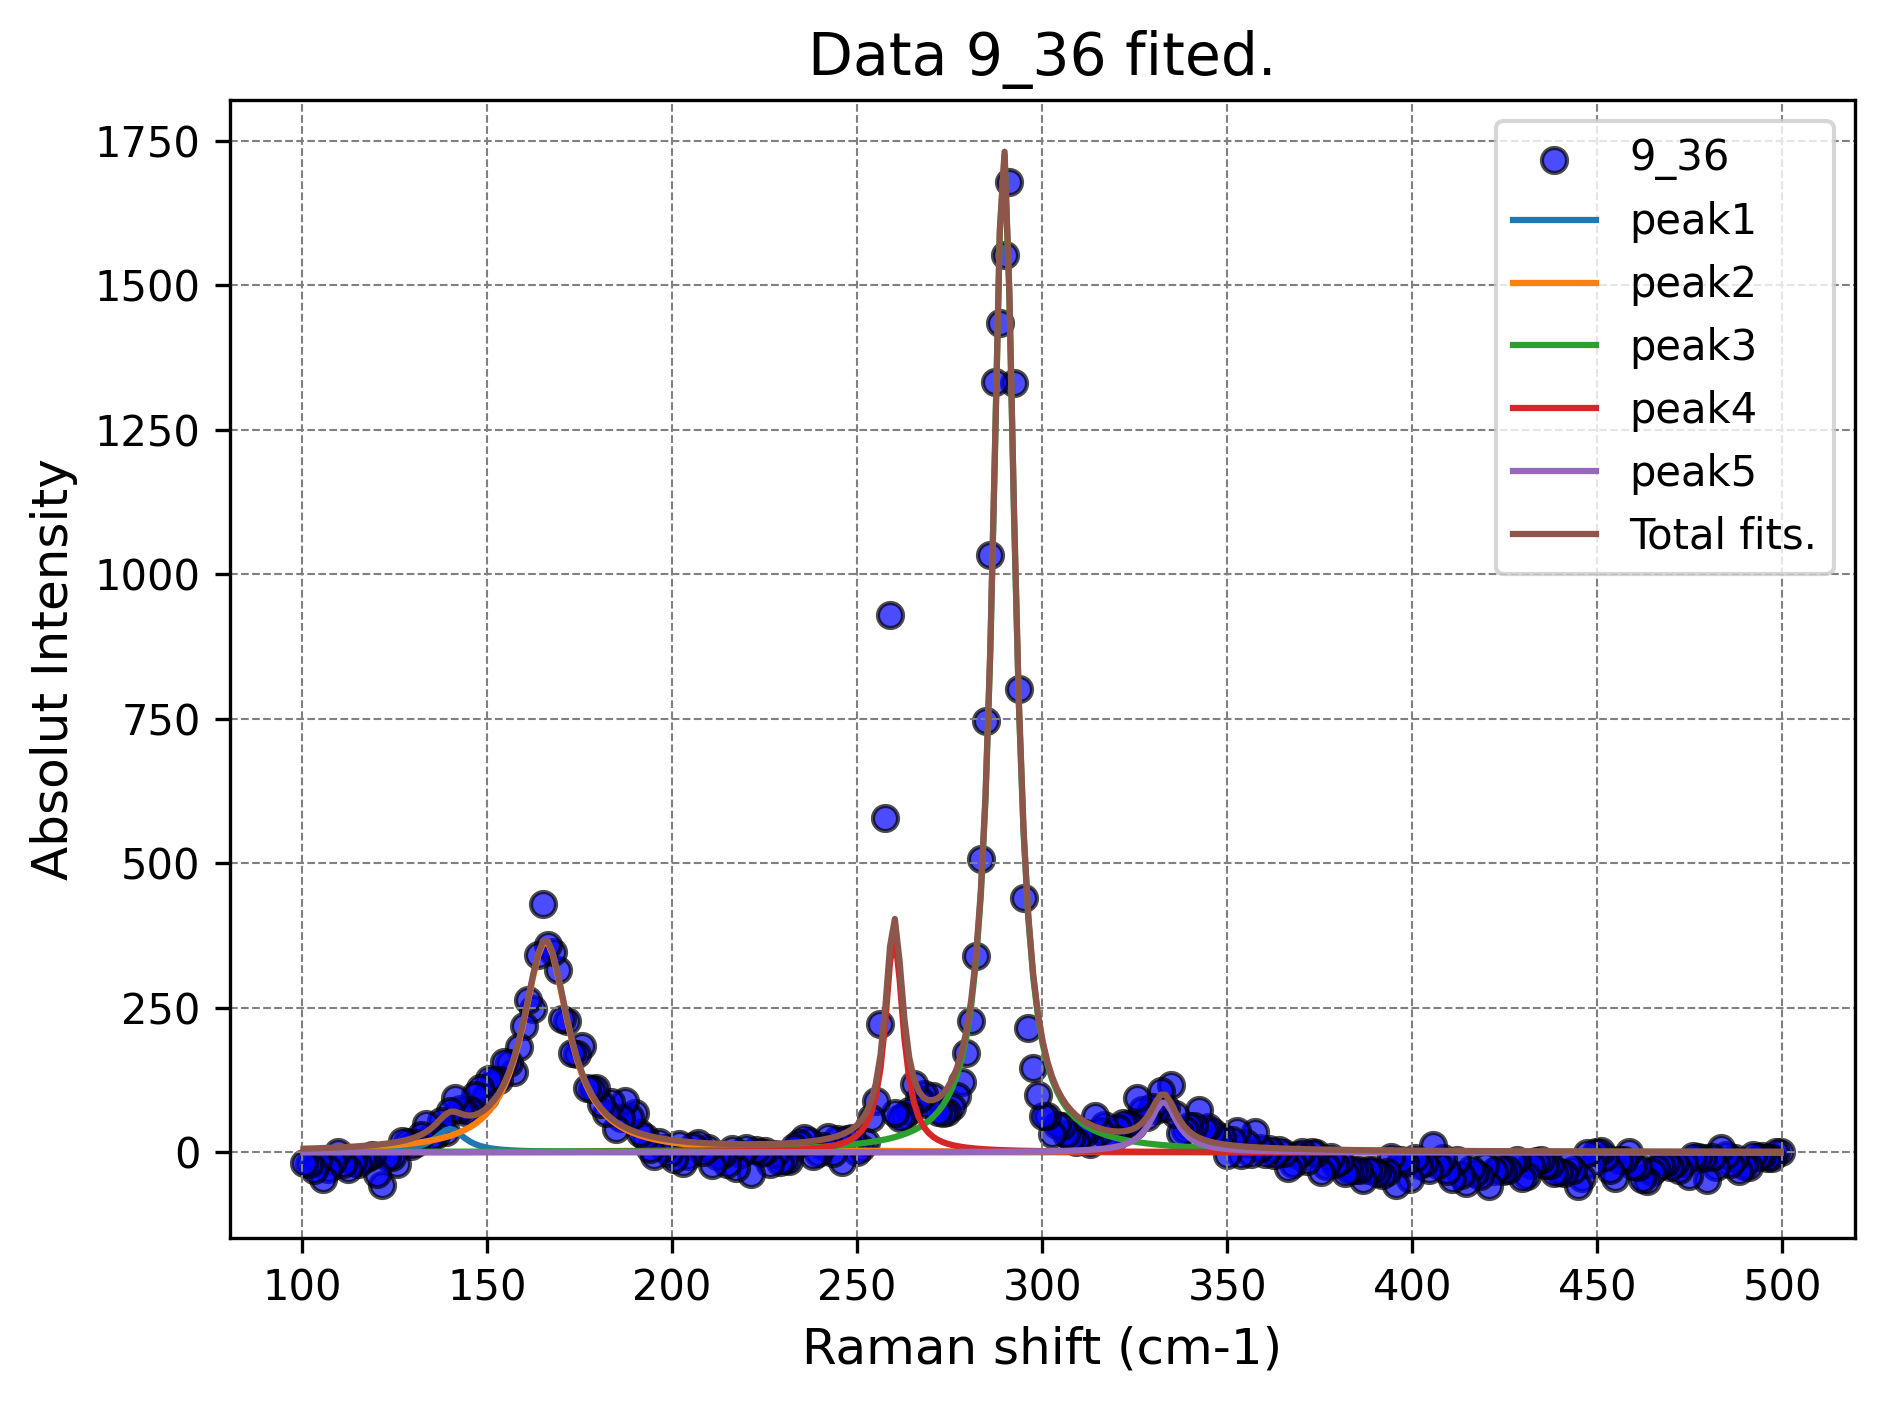 Data 9_36 fited.
1750
1500
1250
1000
750
500
250
0
Absolut Intensity
100 150 200 250 300 350 400 450 500
Raman shift (cm-1)
9_36
peak1
peak2
peak3
peak4
peak5
Total fits.